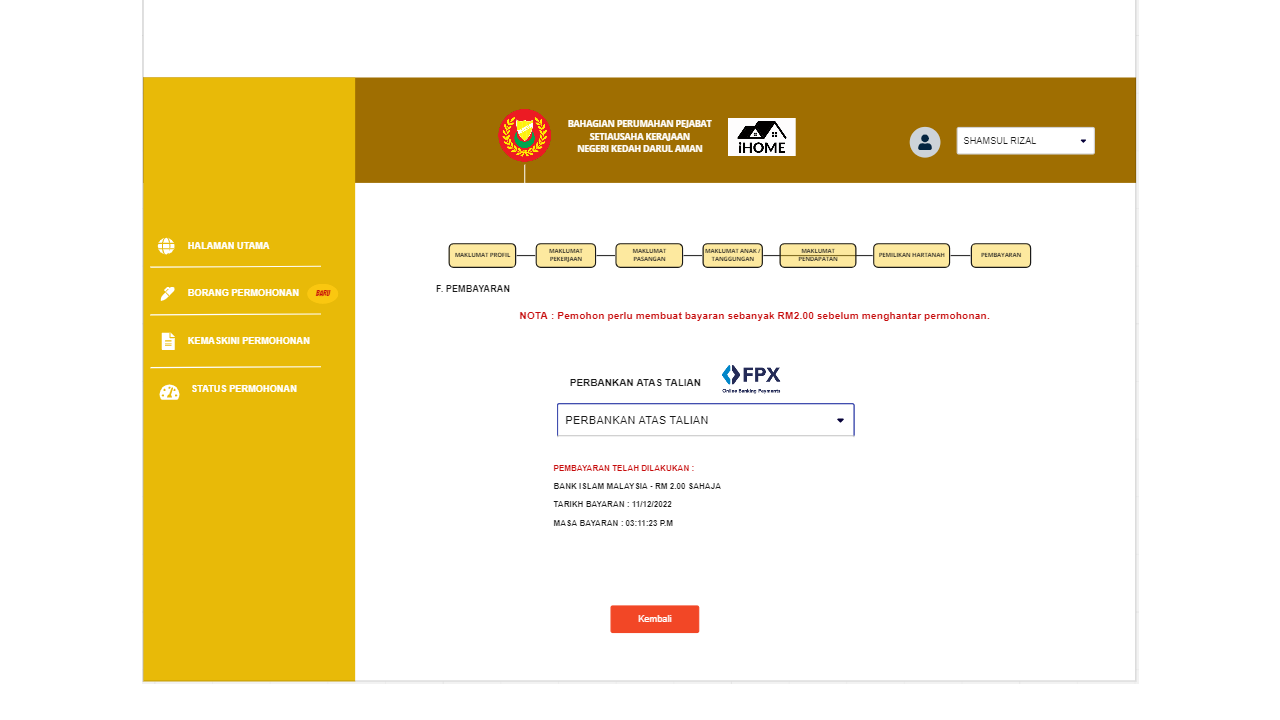 BAHAGIAN PERUMAHAN PEJABAT
SETIAUSAHA KERAJAAN
NEGERI KEDAH DARUL AMAN
iHOME
SHAMSUL RIZAL
HALAMAN UTAMA
BORANG PERMOHONAN
BARU
KEMASKINI PERMOHONAN
STATUS PERMOHONAN
MAKLUMAT PROFIL
MAKLUMAT
PEKERJAAN
MAKLUMAT
PASANGAN
MAKLUMAT ANAK /
TANGGUNGAN
MAKLUMAT
PENDAPATAN
PEMILIKAN HARTANAH
PEMBAYARAN
F. PEMBAYARAN
NOTA : Pemohon perlu membuat bayaran sebanyak RM2.00 sebelum menghantar permohonan.
PERBANKAN ATAS TALIAN
FPX
Online Banking Payments
PERBANKAN ATAS TALIAN
PEMBAYARAN TELAH DILAKUKAN :
BANK ISLAM MALAYSIA - RM 2.00 SAHAJA
TARIKH BAYARAN : 11/12/2022
MASA BAYARAN : 03:11:23 P.M
Kembali